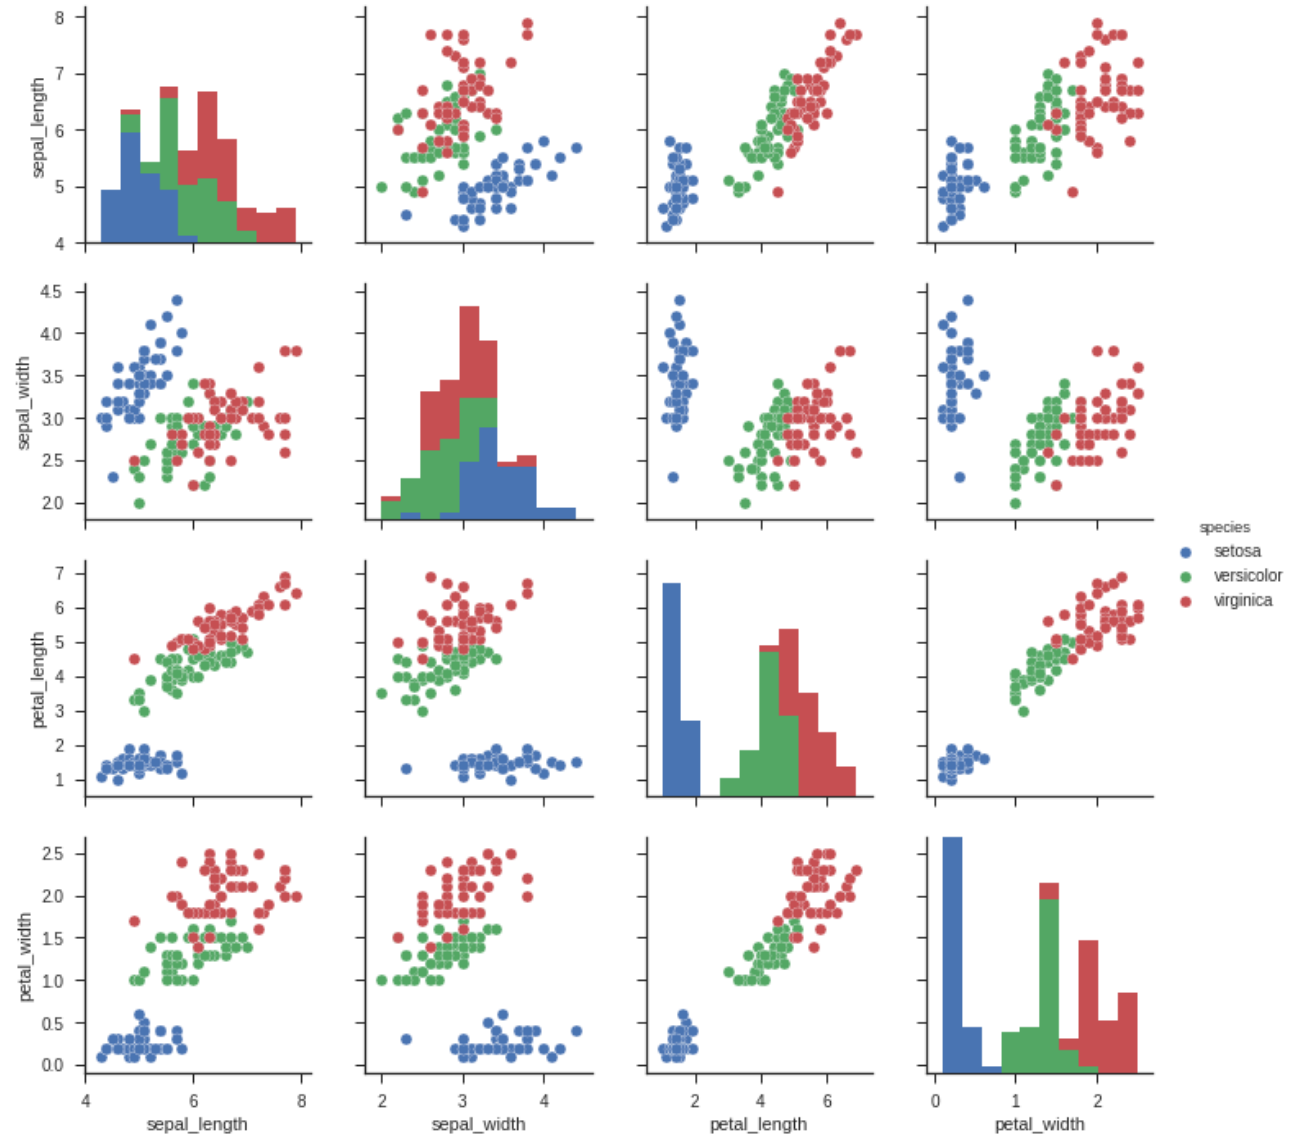 8
7
6
5
4
sepal_length
4.5
4.0
3.5
3.0
2.5
2.0
sepal_width
species
setosa
versicolor
virginica
7
6
5
4
3
2
1
petal_length
2.5
2.0
1.5
1.0
0.5
0.0
petal_width
4 6 8 2 3 4 2 4 6 0 1 2
sepal_length sepal_width petal_length petal_width